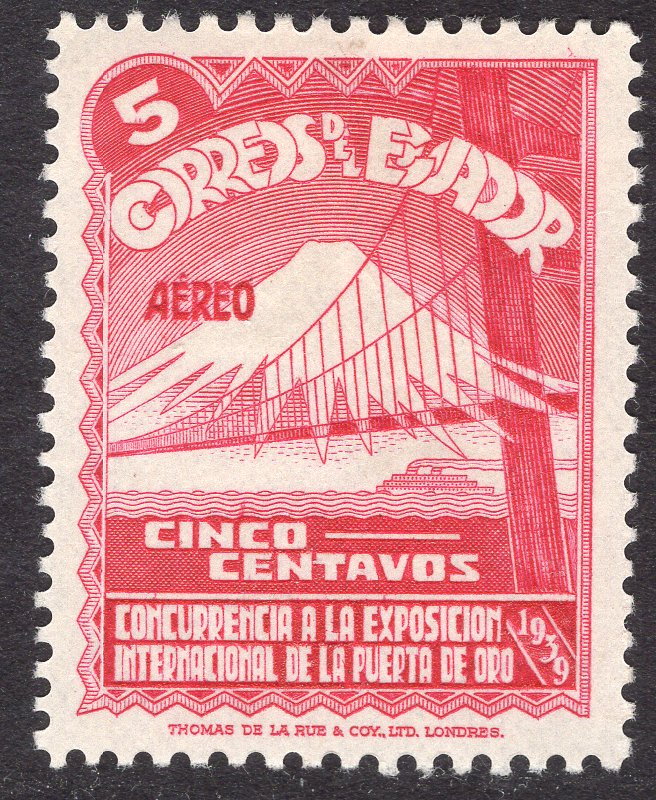 5
CORREOS DEL ECUADOR
AÉREO
CINCO
CENTAVOS
CONCURRENCIA A LA EXPOSICION
INTERNACIONAL DE LA PUERTA DE ORO
1939
THOMAS DE LA RUE & COY., LTD. LONDRES.